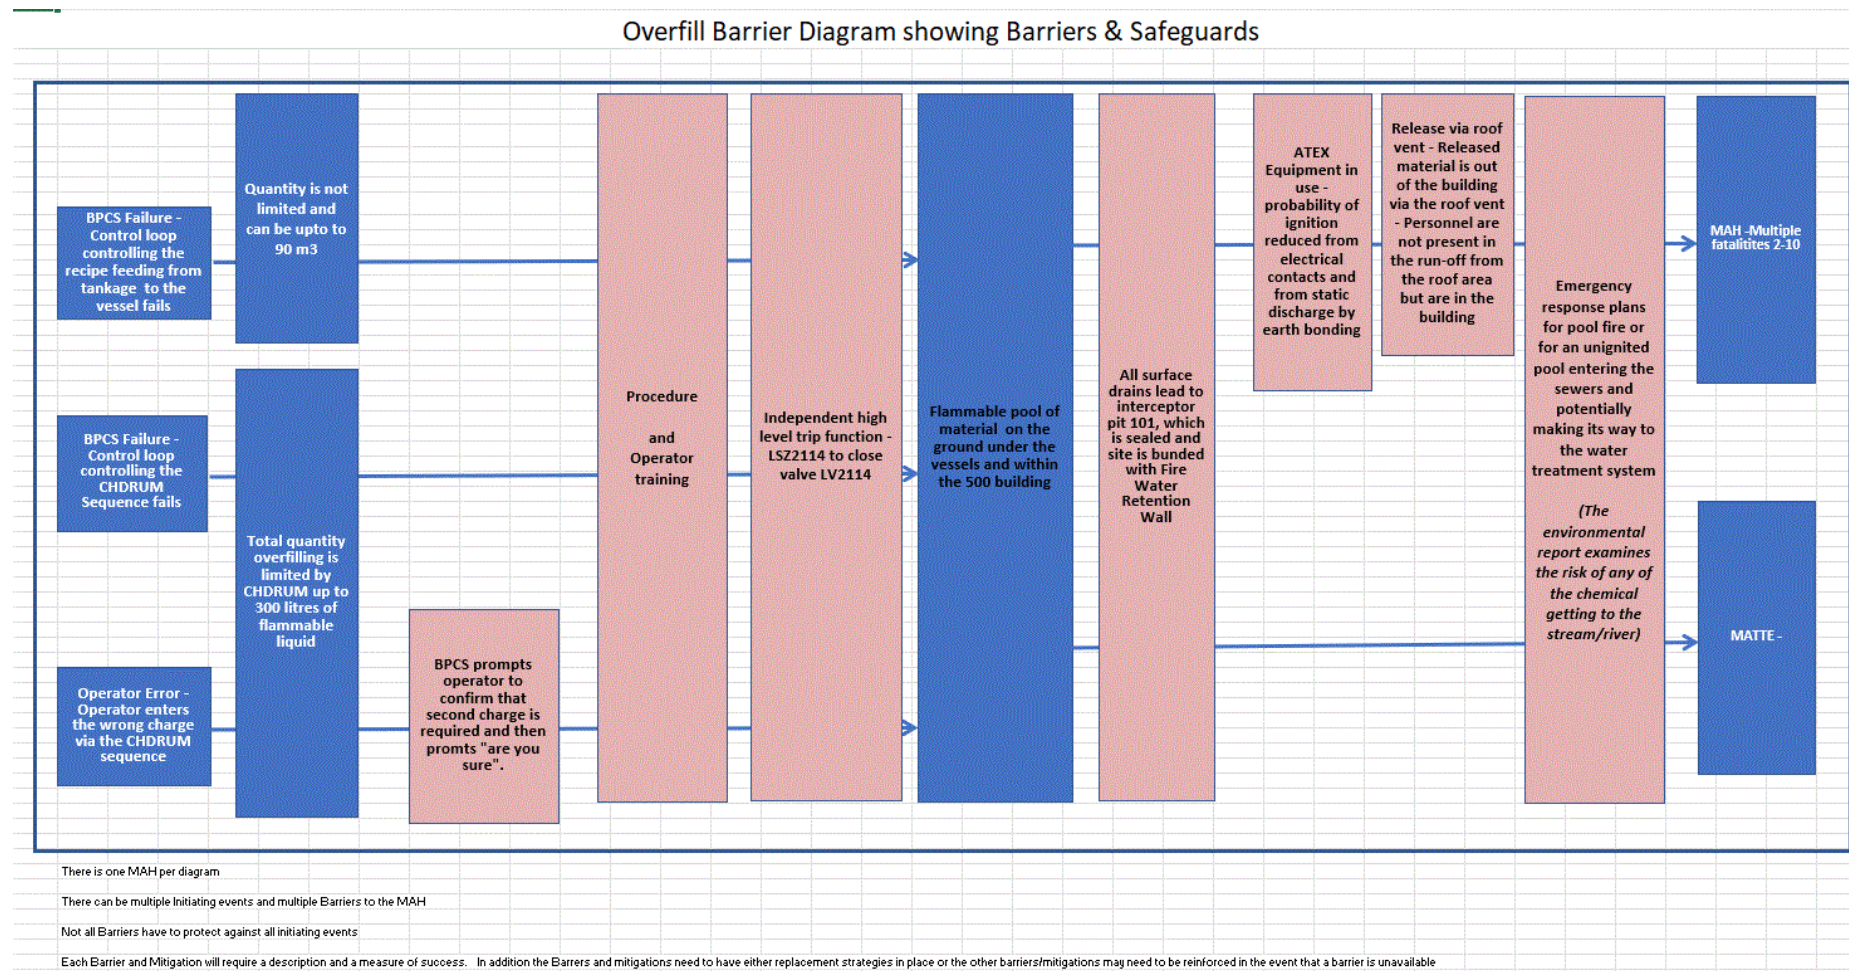 Overfill Barrier Diagram showing Barriers & Safeguards
BPCS Failure -
Control loop
controlling the
recipe feeding from
tankage to the
vessel fails
BPCS Failure -
Control loop
controlling the
CHDRUM
Sequence fails
Operator Error -
Operator enters
the wrong charge
via the CHDRUM
sequence
Quantity is not
limited and
can be upto to
90 m3
Total quantity
overfilling is
limited by
CHDRUM up to
300 litres of
flammable
liquid
BPCS prompts
operator to
confirm that
second charge is
required and then
promts "are you
sure".
Procedure
and
Operator
training
Independent high
level trip function -
LSZ2114 to close
valve LV2114
Flammable pool of
material on the
ground under the
vessels and within
the 500 building
All surface
drains lead to
interceptor
pit 101, which
is sealed and
site is bunded
with Fire
Water
Retention
Wall
ATEX
Equipment in
use -
probability of
ignition
reduced from
electrical
contacts and
from static
discharge by
earth bonding
Release via roof
vent - Released
material is out
of the building
via the roof vent
- Personnel are
not present in
the run-off from
the roof area
but are in the
building
Emergency
response plans
for pool fire or
for an unignited
pool entering the
sewers and
potentially
making its way to
the water
treatment system
(The
environmental
report examines
the risk of any of
the chemical
getting to the
stream/river)
MAH -Multiple
fatalitites 2-10
MATTE -
There is one MAH per diagram
There can be multiple Initiating events and multiple Barriers to the MAH
Not all Barriers have to protect against all initiating events
Each Barrier and Mitigation will require a description and a measure of success. In addition the Barrers and mitigations need to have either replacement strategies in place or the other barriers/mitigations may need to be reinforced in the event that a barrier is unavailable